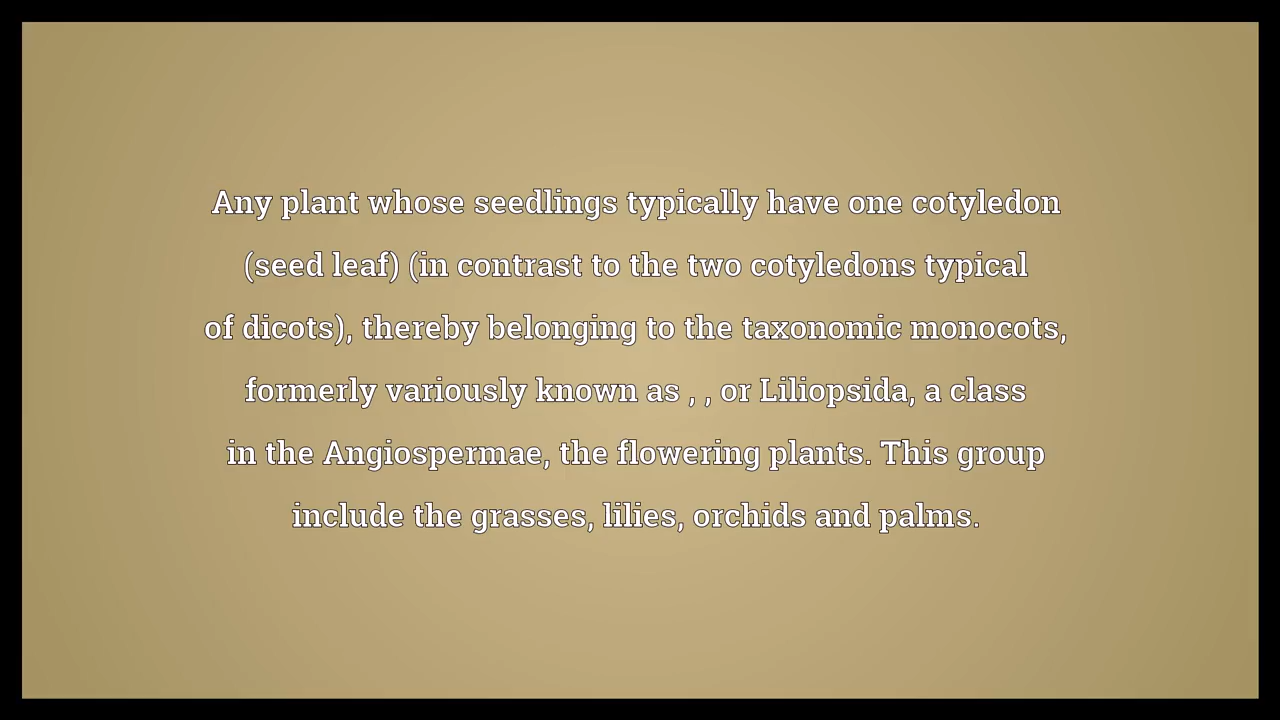 Any plant whose seedlings typically have one cotyledon
(seed leaf) (in contrast to the two cotyledons typical
of dicots), thereby belonging to the taxonomic monocots,
formerly variously known as , , or Liliopsida, a class
in the Angiospermae, the flowering plants. This group
include the grasses, lilies, orchids and palms.